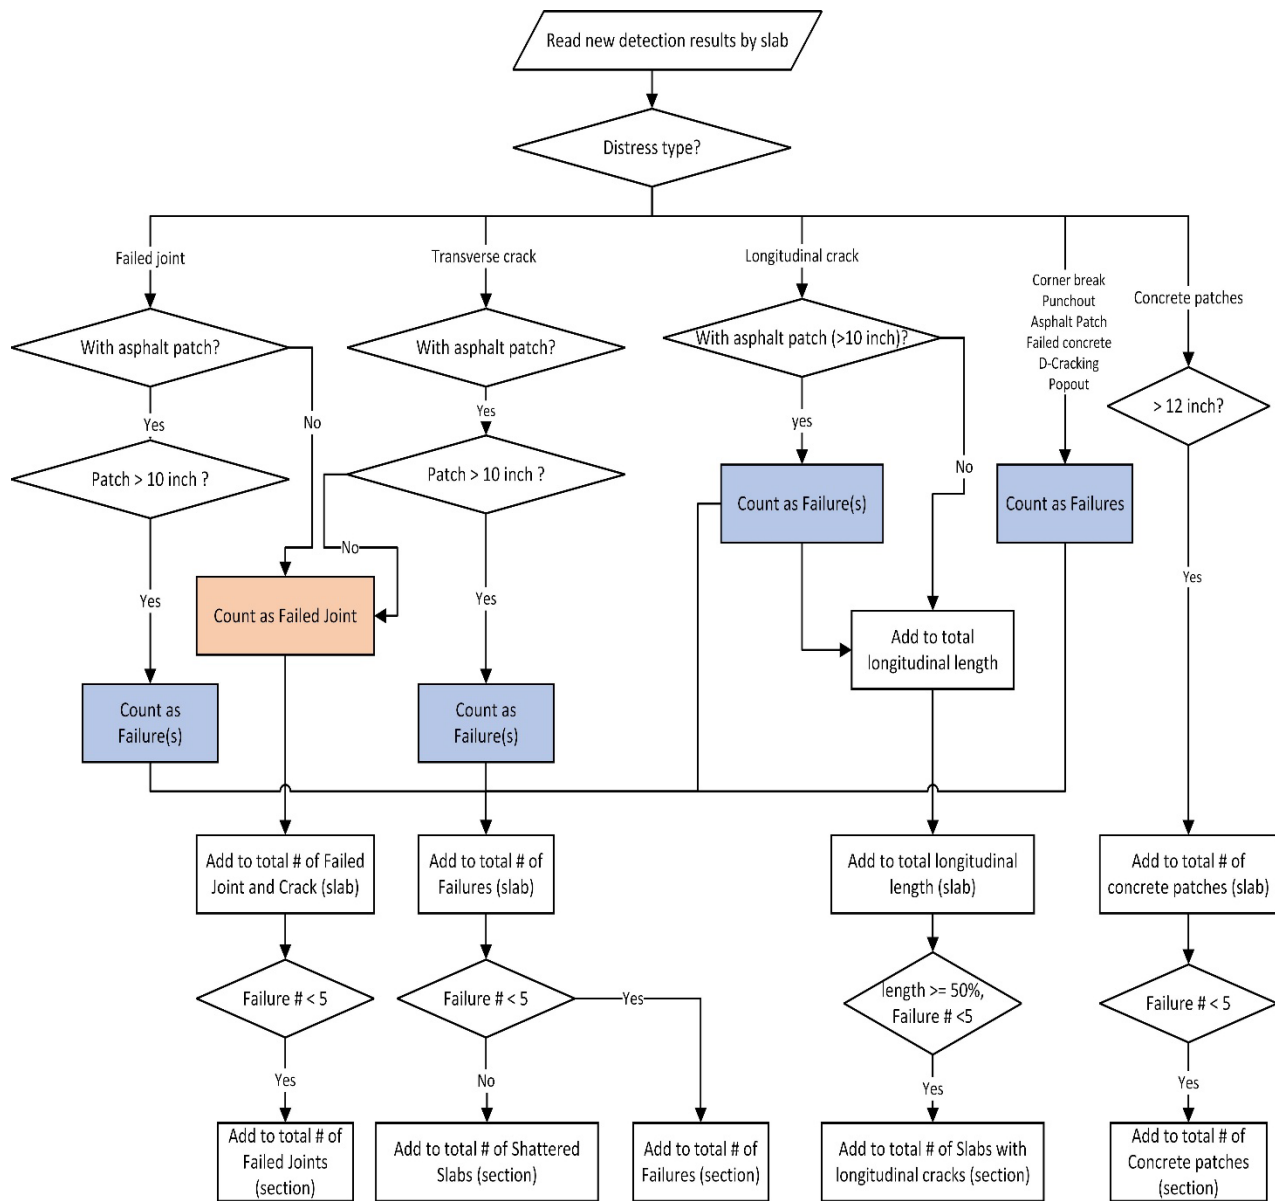 Read new detection results by slab
Distress type?
Failed joint
Transverse crack
Longitudinal crack
Corner break
Punchout
Asphalt Patch
Failed concrete
D-Cracking
Popout
Concrete patches
With asphalt patch?
With asphalt patch?
With asphalt patch (>10 inch)?
> 12 inch?
Yes
No
Yes
yes
No
Patch > 10 inch ?
Patch > 10 inch ?
Count as Failure(s)
Count as Failures
No
Yes
Yes
Yes
Count as Failed Joint
Add to total
longitudinal length
Count as
Failure(s)
Count as
Failure(s)
Add to total # of Failed
Joint and Crack (slab)
Add to total # of
Failures (slab)
Add to total longitudinal
length (slab)
Add to total # of
concrete patches (slab)
Failure # < 5
Failure # < 5
Yes
length >= 50%,
Failure # <5
Failure # < 5
Yes
No
Yes
Yes
Add to total # of
Failed Joints
(section)
Add to total # of Shattered
Slabs (section)
Add to total # of
Failures (section)
Add to total # of Slabs with
longitudinal cracks (section)
Add to total # of
Concrete patches
(section)